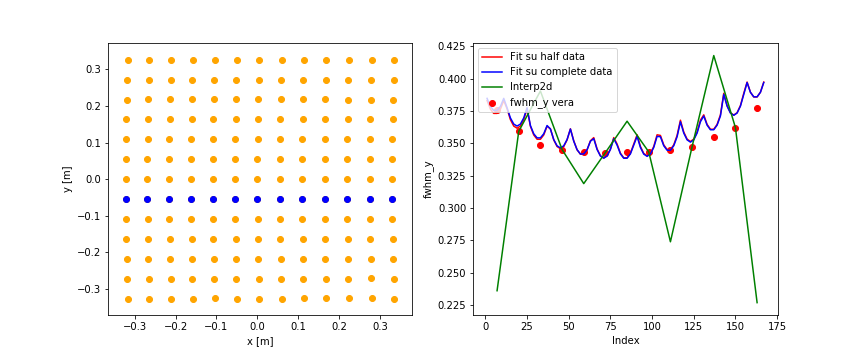 0.3
0.2
0.1
0.0
−0.1
−0.2
−0.3
y [m]
−0.3 −0.2 −0.1 0.0 0.1 0.2 0.3
x [m]
0.425
0.400
0.375
0.350
0.325
0.300
0.275
0.250
0.225
fwhm_y
Fit su half data
Fit su complete data
Interp2d
fwhm_y vera
0 25 50 75 100 125 150 175
Index